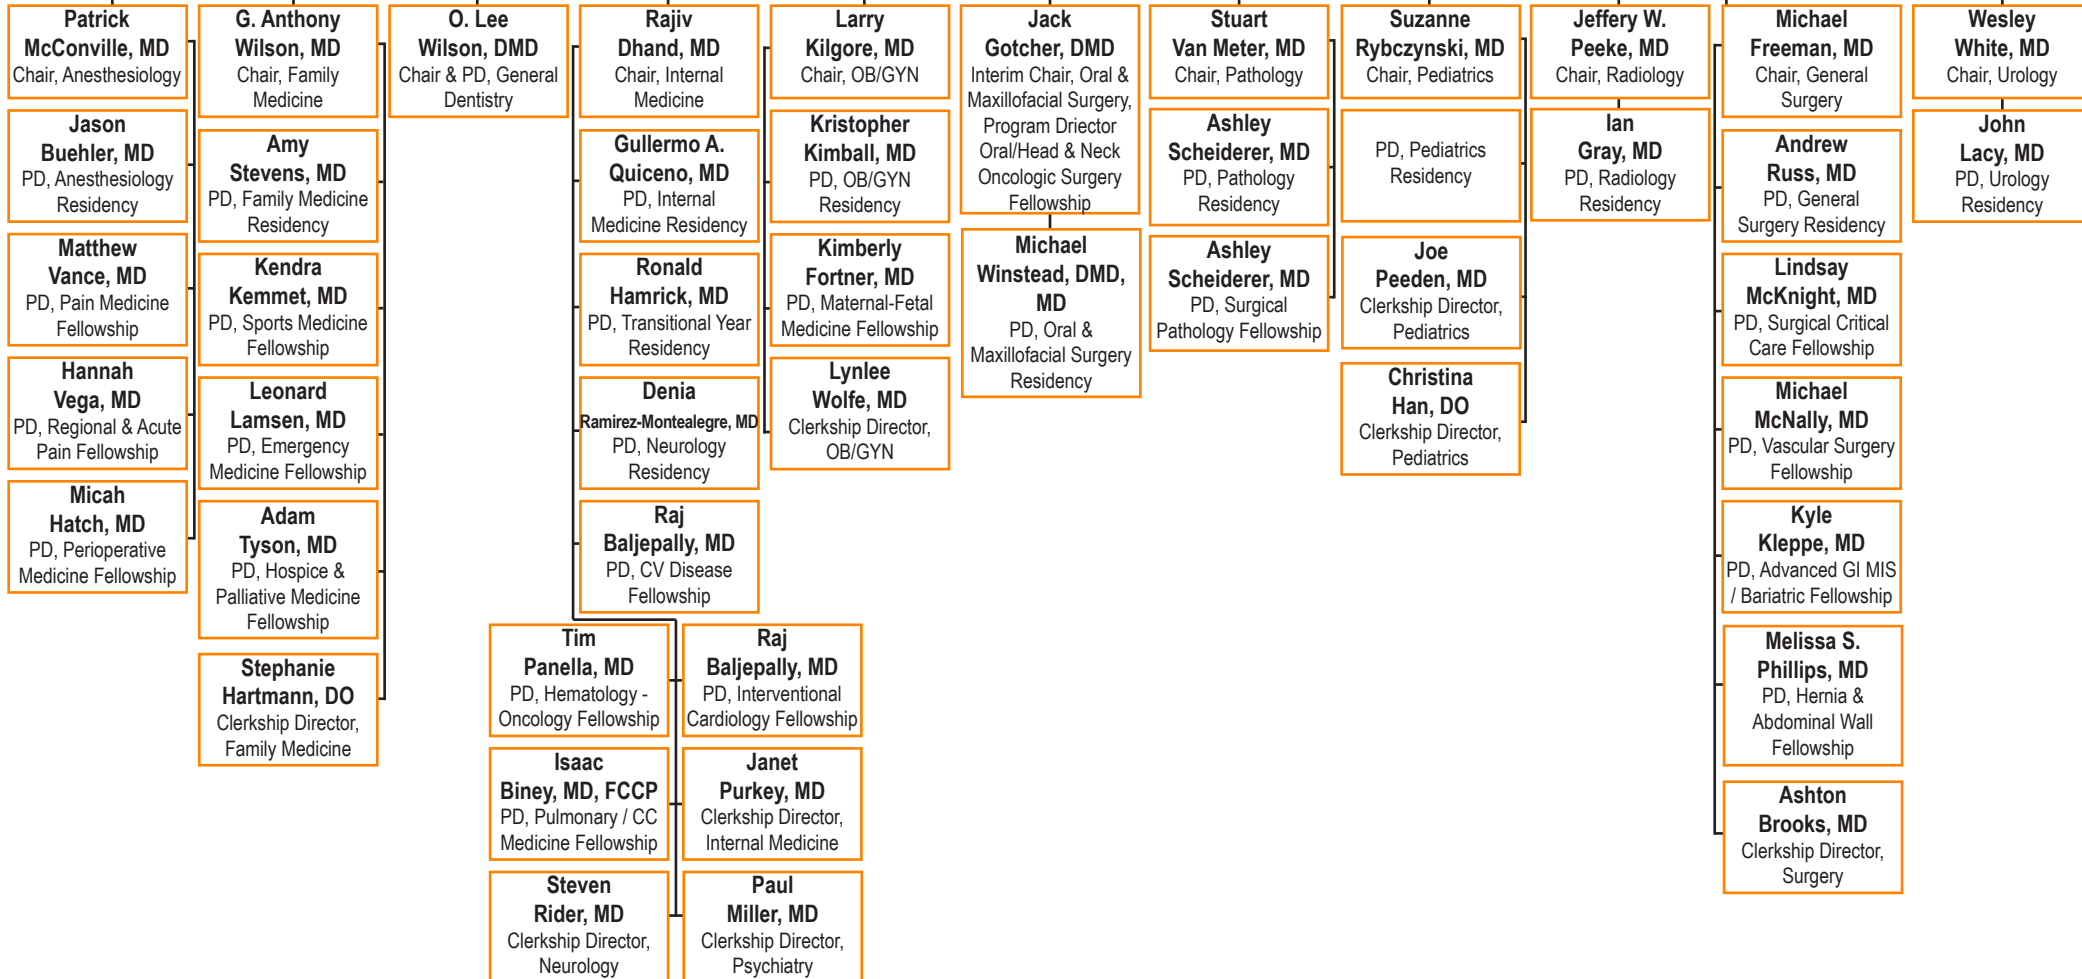 Patrick
McConville, MD
Chair, Anesthesiology
Jason
Buehler, MD
PD, Anesthesiology
Residency
Matthew
Vance, MD
PD, Pain Medicine
Fellowship
Hannah
Vega, MD
PD, Regional & Acute
Pain Fellowship
Micah
Hatch, MD
PD, Perioperative
Medicine Fellowship
G. Anthony
Wilson, MD
Chair, Family
Medicine
Amy
Stevens, MD
PD, Family Medicine
Residency
Kendra
Kemmet, MD
PD, Sports Medicine
Fellowship
Leonard
Lamsen, MD
PD, Emergency
Medicine Fellowship
Adam
Tyson, MD
PD, Hospice &
Palliative Medicine
Fellowship
Stephanie
Hartmann, DO
Clerkship Director,
Family Medicine
O. Lee
Wilson, DMD
Chair & PD, General
Dentistry
Rajiv
Dhand, MD
Chair, Internal
Medicine
Gullermo A.
Quiceno, MD
PD, Internal
Medicine Residency
Ronald
Hamrick, MD
PD, Transitional Year
Residency
Denia
Ramirez-Montealegre, MD
PD, Neurology
Residency
Raj
Baljepally, MD
PD, CV Disease
Fellowship
Tim
Panella, MD
PD, Hematology -
Oncology Fellowship
Raj
Baljepally, MD
PD, Interventional
Cardiology Fellowship
Isaac
Biney, MD, FCCP
PD, Pulmonary / CC
Medicine Fellowship
Janet
Purkey, MD
Clerkship Director,
Internal Medicine
Steven
Rider, MD
Clerkship Director,
Neurology
Paul
Miller, MD
Clerkship Director,
Psychiatry
Larry
Kilgore, MD
Chair, OB/GYN
Kristopher
Kimball, MD
PD, OB/GYN
Residency
Kimberly
Fortner, MD
PD, Maternal-Fetal
Medicine Fellowship
Lynlee
Wolfe, MD
Clerkship Director,
OB/GYN
Jack
Gotcher, DMD
Interim Chair, Oral &
Maxillofacial Surgery,
Program Driector
Oral/Head & Neck
Oncologic Surgery
Fellowship
Michael
Winstead, DMD,
MD
PD, Oral &
Maxillofacial Surgery
Residency
Stuart
Van Meter, MD
Chair, Pathology
Ashley
Scheiderer, MD
PD, Pathology
Residency
Ashley
Scheiderer, MD
PD, Surgical
Pathology Fellowship
Suzanne
Rybczynski, MD
Chair, Pediatrics
PD, Pediatrics
Residency
Joe
Peeden, MD
Clerkship Director,
Pediatrics
Christina
Han, DO
Clerkship Director,
Pediatrics
Jeffery W.
Peeke, MD
Chair, Radiology
Ian
Gray, MD
PD, Radiology
Residency
Michael
Freeman, MD
Chair, General
Surgery
Andrew
Russ, MD
PD, General
Surgery Residency
Lindsay
McKnight, MD
PD, Surgical Critical
Care Fellowship
Michael
McNally, MD
PD, Vascular Surgery
Fellowship
Kyle
Kleppe, MD
PD, Advanced GI MIS
/ Bariatric Fellowship
Melissa S.
Phillips, MD
PD, Hernia &
Abdominal Wall
Fellowship
Ashton
Brooks, MD
Clerkship Director,
Surgery
Wesley
White, MD
Chair, Urology
John
Lacy, MD
PD, Urology
Residency